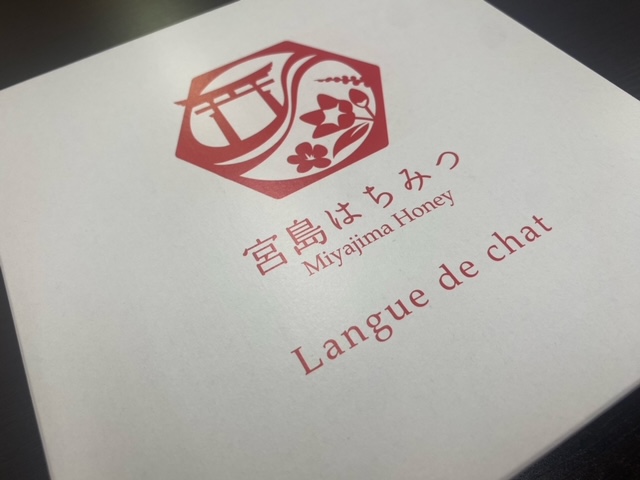 宮島はちみつ
Miyajima Honey
Langue de chat